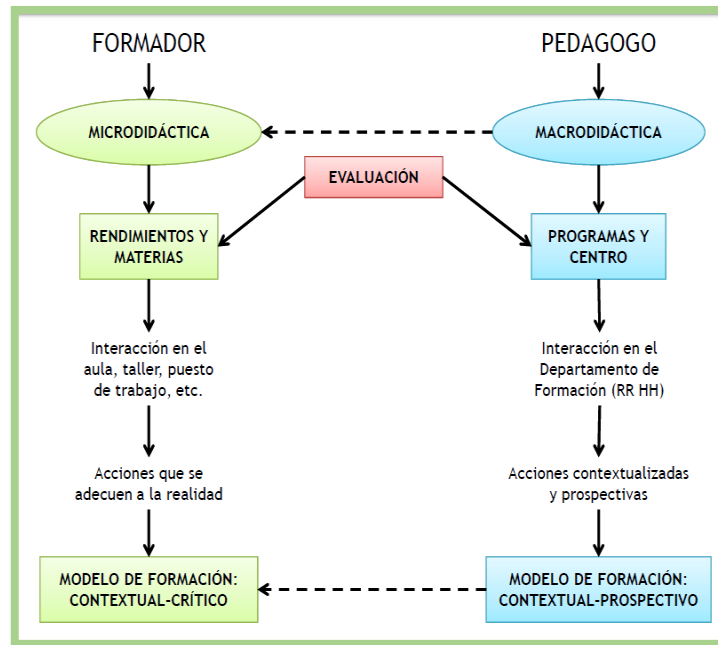 FORMADOR
PEDAGOGO
MICRODIDÁCTICA
MACRODIDÁCTICA
EVALUACIÓN
RENDIMIENTOS Y
MATERIAS
PROGRAMAS Y
CENTRO
Interacción en el
aula, taller, puesto
de trabajo, etc.
Interacción en el
Departamento de
Formación (RR HH)
Acciones que se
adecuen a la realidad
Acciones contextualizadas
y prospectivas
MODELO DE FORMACIÓN:
CONTEXTUAL-CRÍTICO
MODELO DE FORMACIÓN:
CONTEXTUAL-PROSPECTIVO